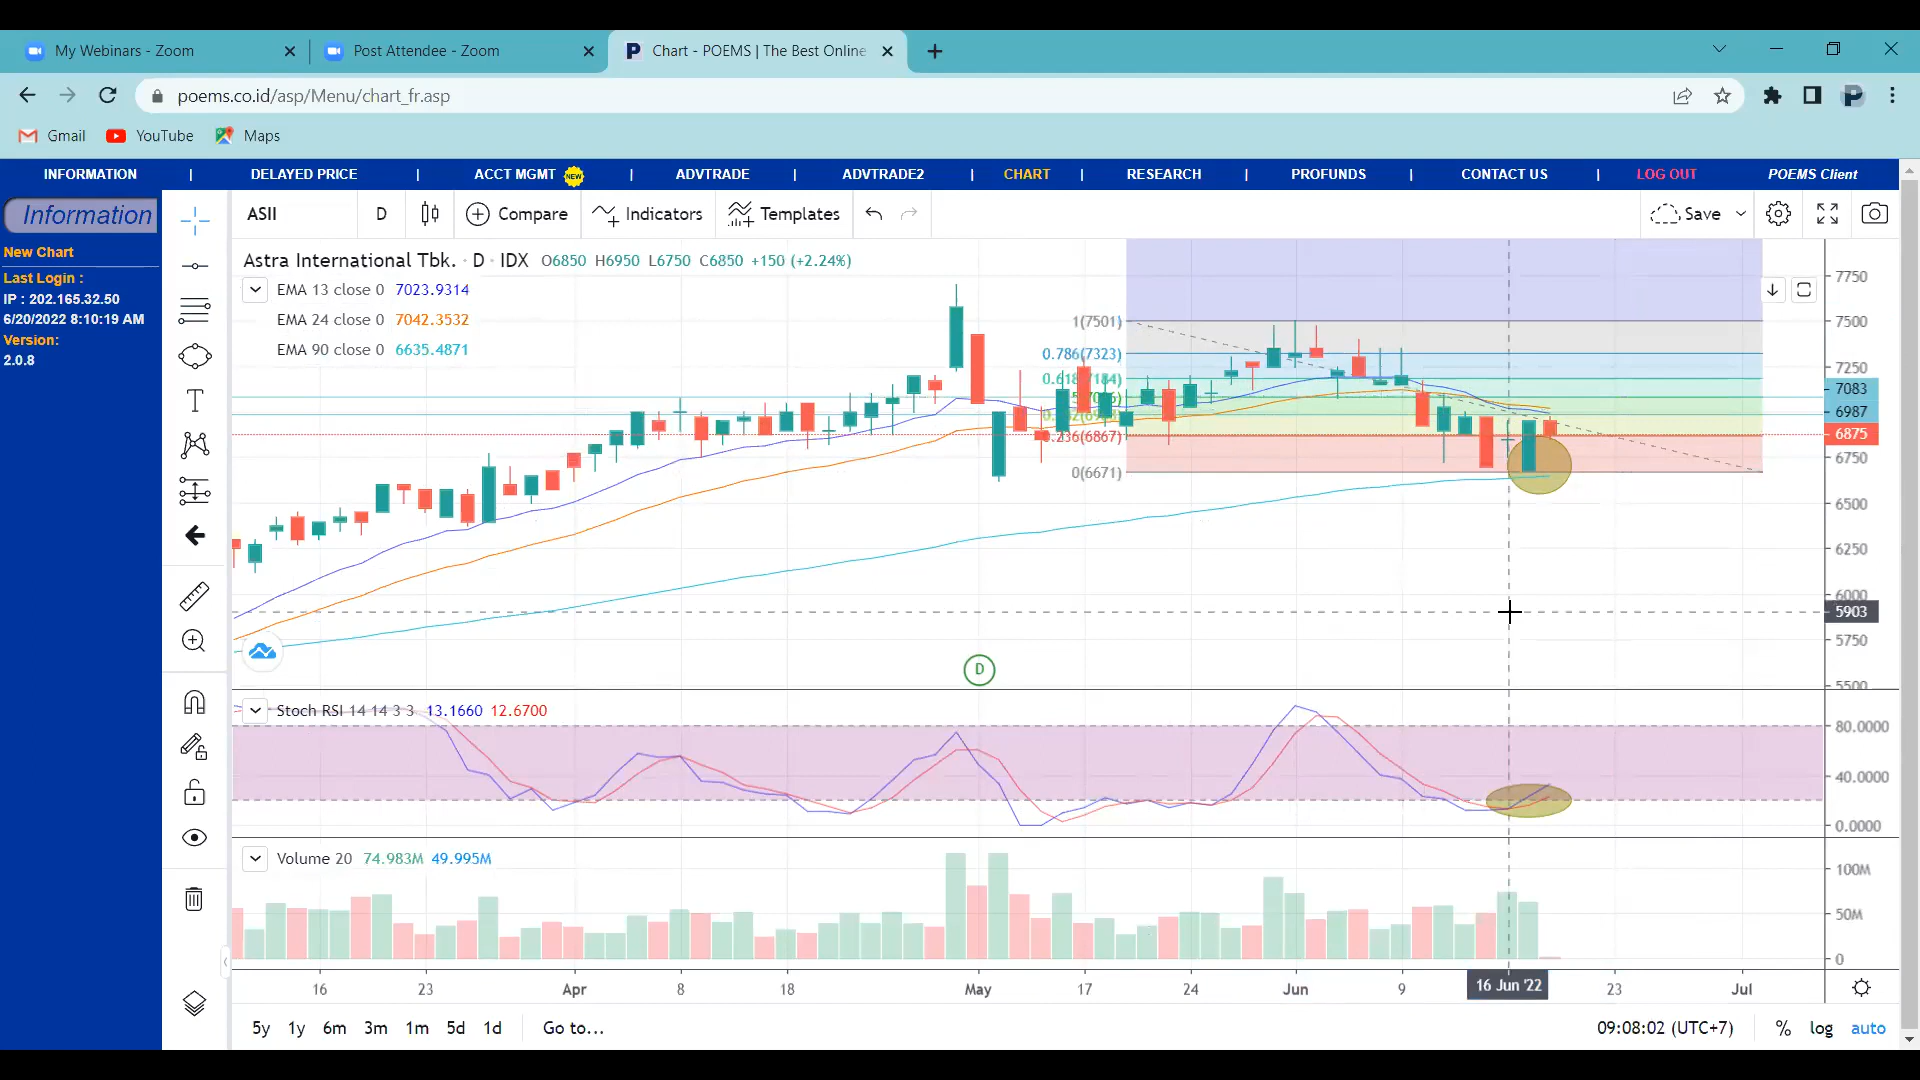 My Webinars - Zoom
Post Attendee - Zoom
Chart - POEMS | The Best Online
poems.co.id/asp/Menu/chart_fr.asp
Gmail
YouTube
Maps
INFORMATION | DELAYED PRICE | ACCT MGMT NEW | ADVTRADE | ADVTRADE2 | CHART | RESEARCH | PROFUNDS | CONTACT US | LOG OUT POEMS Client
Information
New Chart
Last Login :
IP : 202.165.32.50
6/20/2022 8:10:19 AM
Version:
2.0.8
ASII D Compare Indicators Templates Save
Astra International Tbk. · D · IDX O6850 H6950 L6750 C6850 +150 (+2.24%)
EMA 13 close 0 7023.9314
EMA 24 close 0 7042.3532
EMA 90 close 0 6635.4871
1(7501)
0.786(7323)
0.618(7184)
0.236(6867)
0(6671)
7750
7500
7250
7083
6987
6875
6750
6500
6250
6000
5903
5750
5500
D
Stoch RSI 14 14 3 3 13.1660 12.6700
80.0000
40.0000
0.0000
Volume 20 74.983M 49.995M
100M
50M
0
16 23 Apr 8 18 May 17 24 Jun 9 16 Jun '22 23 Jul
5y 1y 6m 3m 1m 5d 1d Go to...
09:08:02 (UTC+7) % log auto